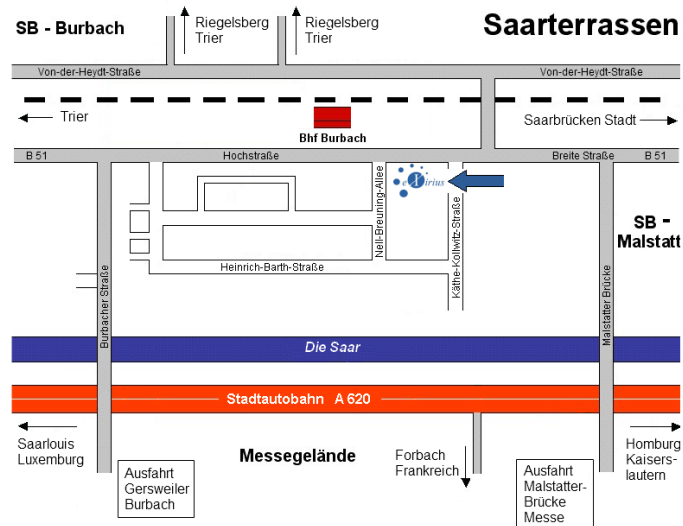 SB - Burbach
Riegelsberg
Trier
Riegelsberg
Trier
Saarterrassen
Von-der-Heydt-Straße
Von-der-Heydt-Straße
Trier
Bhf Burbach
Saarbrücken Stadt
B 51
Hochstraße
Breite Straße
B 51
eXirius
Nell-Breuning-Allee
Käthe-Kollwitz-Straße
SB -
Malstatt
Heinrich-Barth-Straße
Burbacher Straße
Malstatter Brücke
Die Saar
Stadtautobahn A 620
Saarlouis
Luxemburg
Messegelände
Forbach
Frankreich
Homburg
Kaisers-
lautern
Ausfahrt
Gersweiler
Burbach
Ausfahrt
Malstatter-
Brücke
Messe